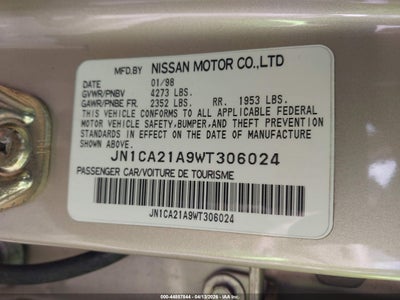 MFD.BY NISSAN MOTOR CO.,LTD
DATE 01/98
GVWR/PNBV 4273 LBS.
GAWR/PNBE FR. 2352 LBS. RR. 1953 LBS.
THIS VEHICLE CONFORMS TO ALL APPLICABLE FEDERAL
MOTOR VEHICLE SAFETY,BUMPER,AND THEFT PREVENTION
STANDARDS IN EFFECT ON THE DATE OF MANUFACTURE
SHOWN ABOVE.
JN1CA21A9WT306024
PASSENGER CAR/VOITURE DE TOURISME
JN1CA21A9WT306024
000-44897844 - 04/13/2026 - IAA, Inc.